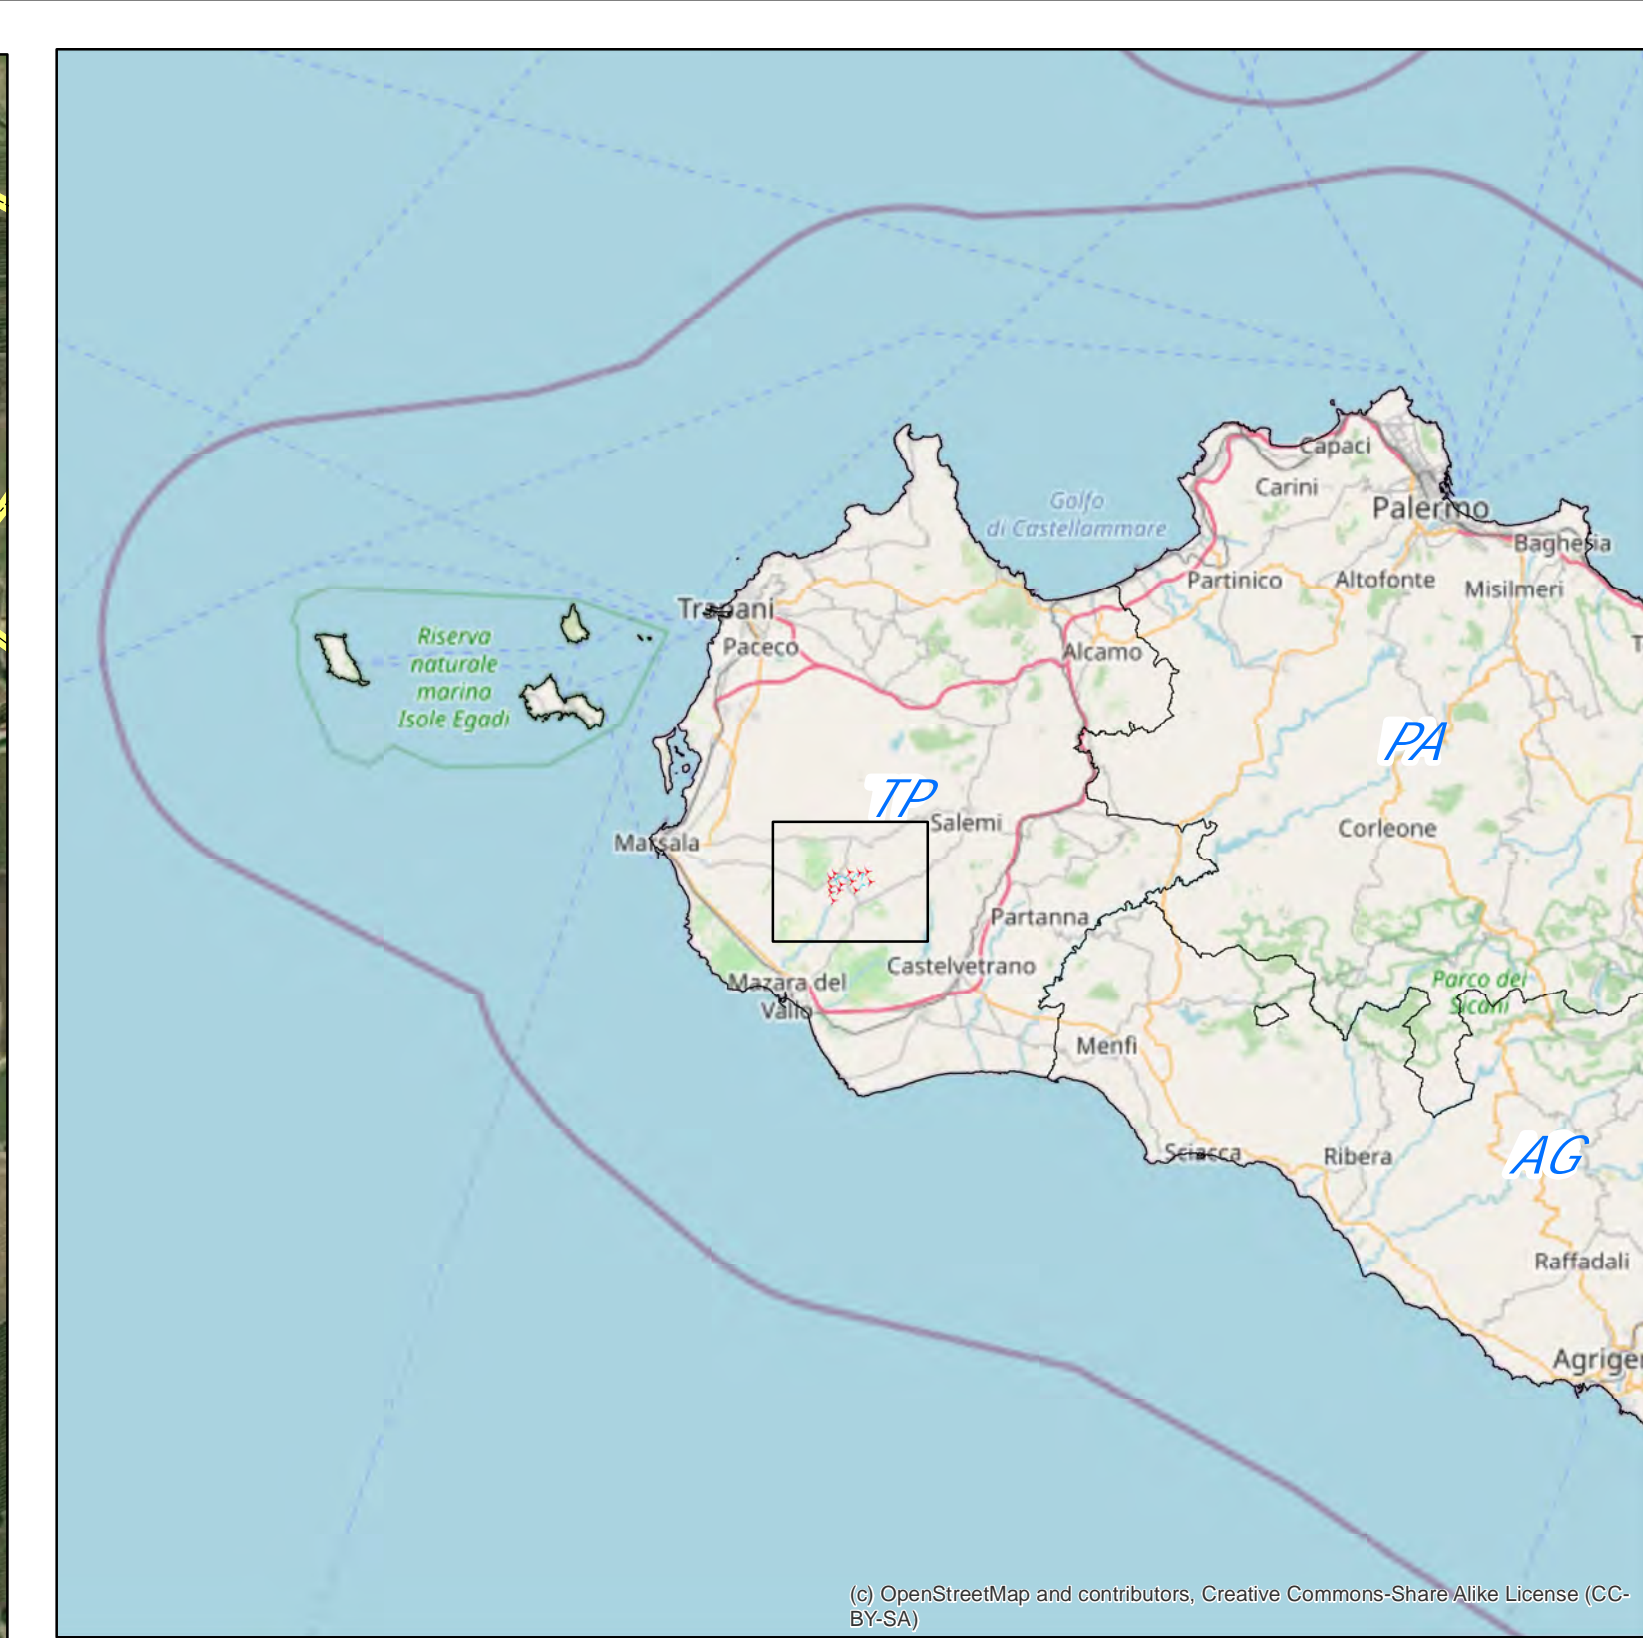 Capaci
Carini
Golfo
di Castellammare
Palermo
Bagheria
Partinico
Altofonte
Misilmeri
Trapani
Riserva
naturale
marina
Isole Egadi
Paceco
Alcamo
PA
TP
Salemi
Corleone
Marsala
Partanna
Castelvetrano
Mazara del
Vallo
Parco dei
Sicani
Menfi
Sciacca
Ribera
AG
Raffadali
Agriger
(c) OpenStreetMap and contributors, Creative Commons-Share Alike License (CC-
BY-SA)